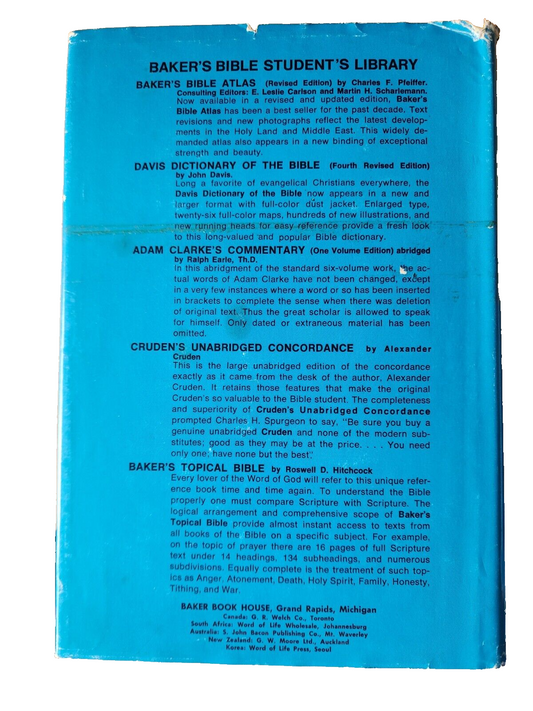 BAKER'S BIBLE STUDENT'S LIBRARY
BAKER'S BIBLE ATLAS (Revised Edition) by Charles F. Pfeiffer.
Consulting Editors: E. Leslie Carlson and Martin H. Scharlemann.
Now available in a revised and updated edition, Baker's
Bible Atlas has been a best seller for the past decade. Text
revisions and new photographs reflect the latest develop-
ments in the Holy Land and Middle East. This widely de-
manded atlas also appears in a new binding of exceptional
strength and beauty.
DAVIS DICTIONARY OF THE BIBLE (Fourth Revised Edition)
by John Davis.
Long a favorite of evangelical Christians everywhere, the
Davis Dictionary of the Bible now appears in a new and
larger format with full-color dust jacket. Enlarged type,
twenty-six full-color maps, hundreds of new illustrations, and
new running heads for easy reference provide a fresh look
to this long-valued and popular Bible dictionary.
ADAM CLARKE'S COMMENTARY (One Volume Edition) abridged
by Ralph Earle, Th.D.
In this abridgment of the standard six-volume work, the ac-
tual words of Adam Clarke have not been changed, except
in a very few instances where a word or so has been inserted
in brackets to complete the sense when there was deletion
of original text. Thus the great scholar is allowed to speak
for himself. Only dated or extraneous material has been
omitted.
CRUDEN'S UNABRIDGED CONCORDANCE by Alexander
Cruden
This is the large unabridged edition of the concordance
exactly as it came from the desk of the author, Alexander
Cruden. It retains those features that make the original
Cruden's so valuable to the Bible student. The completeness
and superiority of Cruden's Unabridged Concordance
prompted Charles H. Spurgeon to say, "Be sure you buy a
genuine unabridged Cruden and none of the modern sub-
stitutes; good as they may be at the price. . . . You need
only one; have none but the best."
BAKER'S TOPICAL BIBLE by Roswell D. Hitchcock
Every lover of the Word of God will refer to this unique refer-
ence book time and time again. To understand the Bible
properly one must compare Scripture with Scripture. The
logical arrangement and comprehensive scope of Baker's
Topical Bible provide almost instant access to texts from
all books of the Bible on a specific subject. For example,
on the topic of prayer there are 16 pages of full Scripture
text under 14 headings, 134 subheadings, and numerous
subdivisions. Equally complete is the treatment of such top-
ics as Anger, Atonement, Death, Holy Spirit, Family, Honesty,
Tithing, and War.
BAKER BOOK HOUSE, Grand Rapids, Michigan
Canada: G. R. Welch Co., Toronto
South Africa: Word of Life Wholesale, Johannesburg
Australia: S. John Bacon Publishing Co., Mt. Waverley
New Zealand: G. W. Moore Ltd., Auckland
Korea: Word of Life Press, Seoul